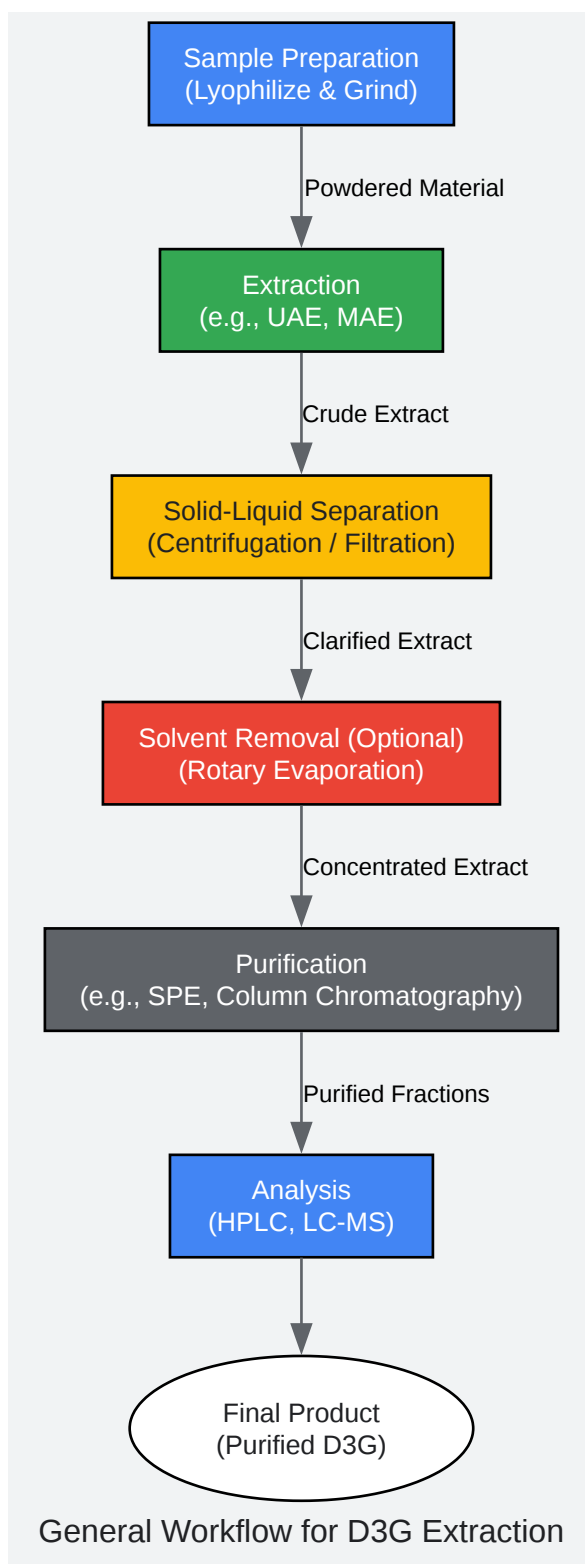 Sample Preparation
(Lyophilize & Grind)
Powdered Material
Extraction
(e.g., UAE, MAE)
Crude Extract
Solid-Liquid Separation
(Centrifugation / Filtration)
Clarified Extract
Solvent Removal (Optional)
(Rotary Evaporation)
Concentrated Extract
Purification
(e.g., SPE, Column Chromatography)
Purified Fractions
Analysis
(HPLC, LC-MS)
Final Product
(Purified D3G)
General Workflow for D3G Extraction